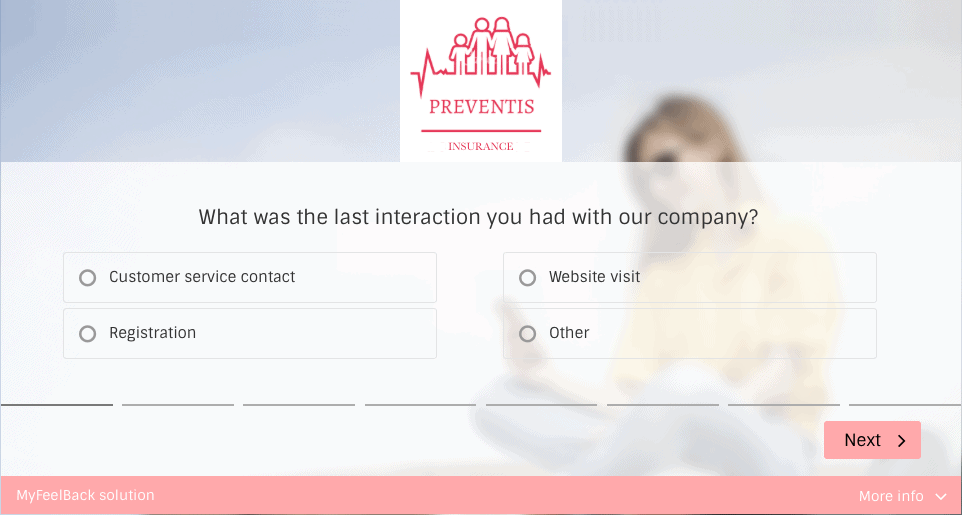 PREVENTIS
INSURANCE
What was the last interaction you had with our company?
Customer service contact
Website visit
Registration
Other
Next
MyFeelBack solution
More info